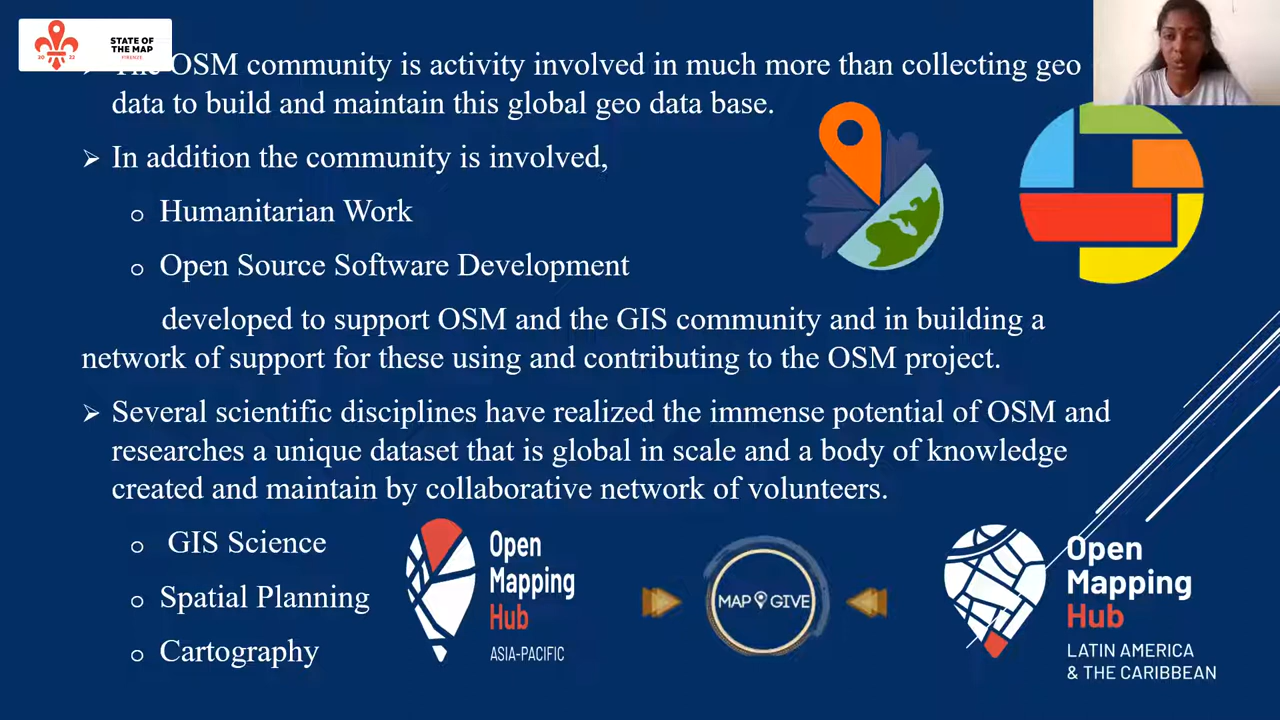 STATE OF
THE MAP
FIRENZE
20 22
OSM community is activity involved in much more than collecting geo
data to build and maintain this global geo data base.
In addition the community is involved,
Humanitarian Work
Open Source Software Development
developed to support OSM and the GIS community and in building a
network of support for these using and contributing to the OSM project.
Several scientific disciplines have realized the immense potential of OSM and
researches a unique dataset that is global in scale and a body of knowledge
created and maintain by collaborative network of volunteers.
GIS Science
Spatial Planning
Cartography
Open
Mapping
Hub
ASIA-PACIFIC
MAP GIVE
Open
Mapping
Hub
LATIN AMERICA
& THE CARIBBEAN